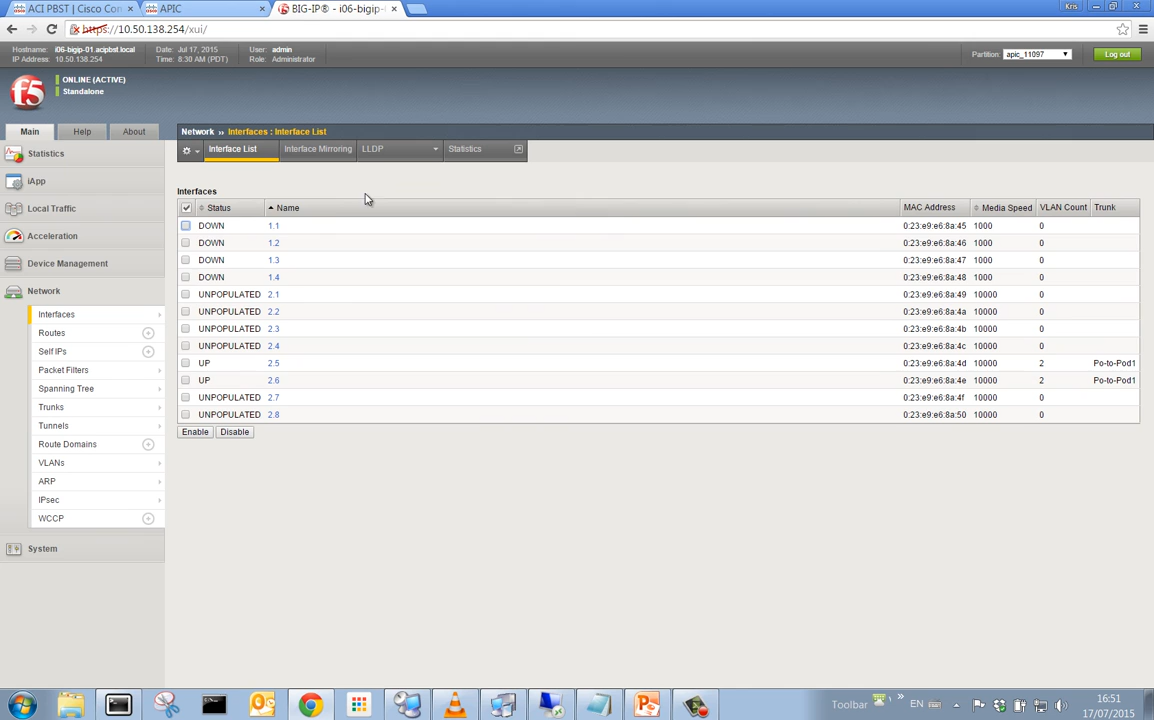 ACI PBST | Cisco Con
APIC
BIG-IP® - i06-bigip-
Kris
https://10.50.138.254/xui/
Hostname: i06-bigip-01.acipbst.local
IP Address: 10.50.138.254
Date: Jul 17, 2015
Time: 8:30 AM (PDT)
User: admin
Role: Administrator
Partition: apic_11097
Log out
f5
ONLINE (ACTIVE)
Standalone
Main
Help
About
Network ›› Interfaces : Interface List
Interface List
Interface Mirroring
LLDP
Statistics
Statistics
iApp
Local Traffic
Acceleration
Device Management
Network
Interfaces
Routes
Self IPs
Packet Filters
Spanning Tree
Trunks
Tunnels
Route Domains
VLANs
ARP
IPsec
WCCP
System
Interfaces
Status Name MAC Address Media Speed VLAN Count Trunk
DOWN 1.1 0:23:e9:e6:8a:45 1000 0
DOWN 1.2 0:23:e9:e6:8a:46 1000 0
DOWN 1.3 0:23:e9:e6:8a:47 1000 0
DOWN 1.4 0:23:e9:e6:8a:48 1000 0
UNPOPULATED 2.1 0:23:e9:e6:8a:49 10000 0
UNPOPULATED 2.2 0:23:e9:e6:8a:4a 10000 0
UNPOPULATED 2.3 0:23:e9:e6:8a:4b 10000 0
UNPOPULATED 2.4 0:23:e9:e6:8a:4c 10000 0
UP 2.5 0:23:e9:e6:8a:4d 10000 2 Po-to-Pod1
UP 2.6 0:23:e9:e6:8a:4e 10000 2 Po-to-Pod1
UNPOPULATED 2.7 0:23:e9:e6:8a:4f 10000 0
UNPOPULATED 2.8 0:23:e9:e6:8a:50 10000 0
Enable
Disable
Toolbar
EN
16:51
17/07/2015